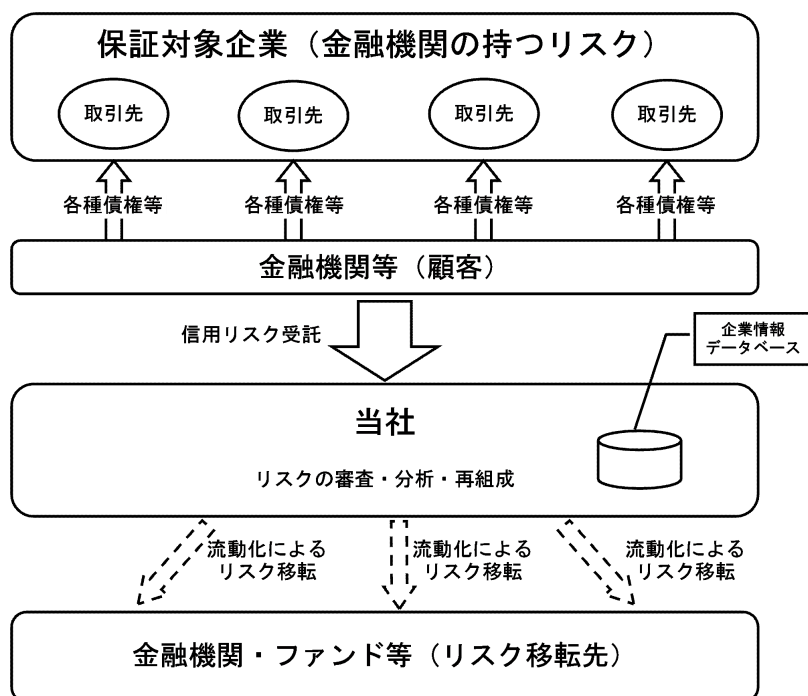 保証対象企業（金融機関の持つリスク）
取引先 取引先 取引先 取引先
各種債権等 各種債権等 各種債権等 各種債権等
金融機関等（顧客）
信用リスク受託
企業情報
データベース
当社
リスクの審査・分析・再組成
流動化による 流動化による 流動化による
リスク移転 リスク移転 リスク移転
金融機関・ファンド等（リスク移転先）